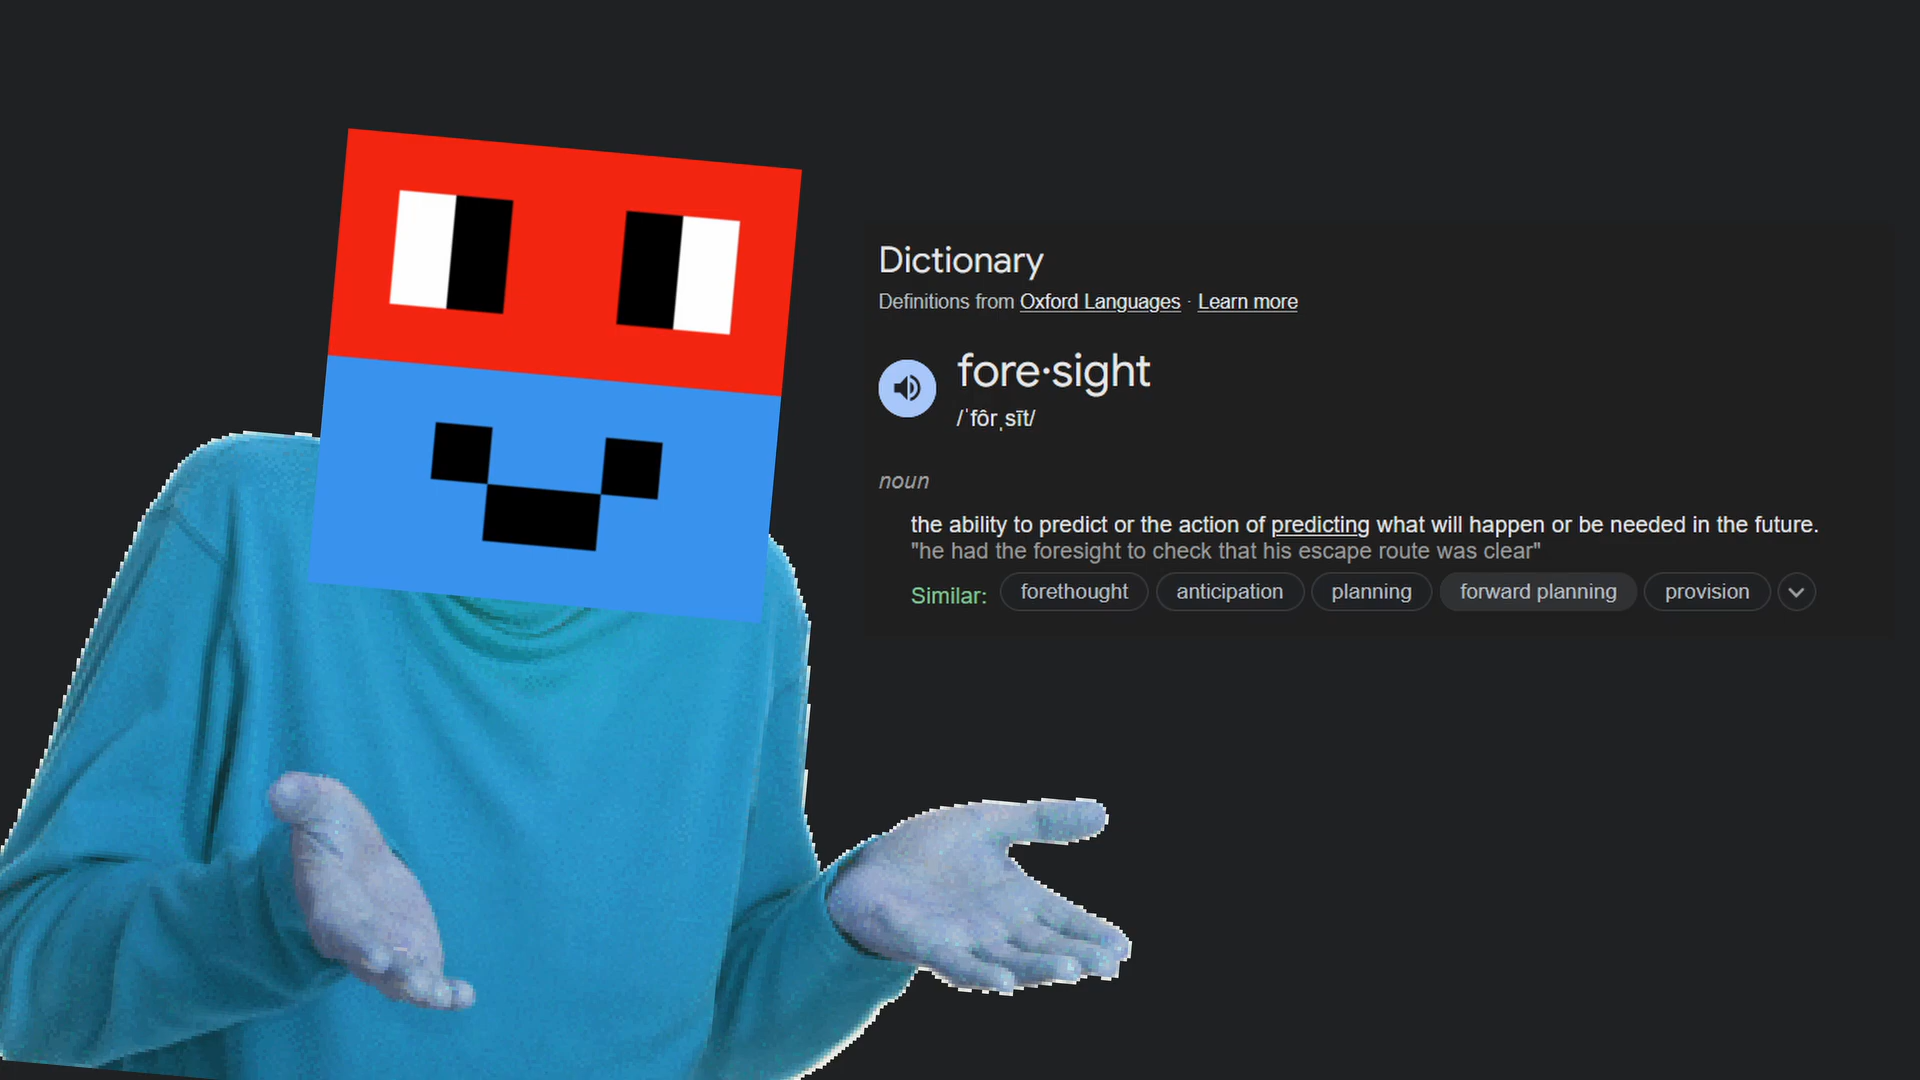 Dictionary
Definitions from Oxford Languages · Learn more
fore·sight
/ˈfôrˌsīt/
noun
the ability to predict or the action of predicting what will happen or be needed in the future.
"he had the foresight to check that his escape route was clear"
Similar: forethought anticipation planning forward planning provision